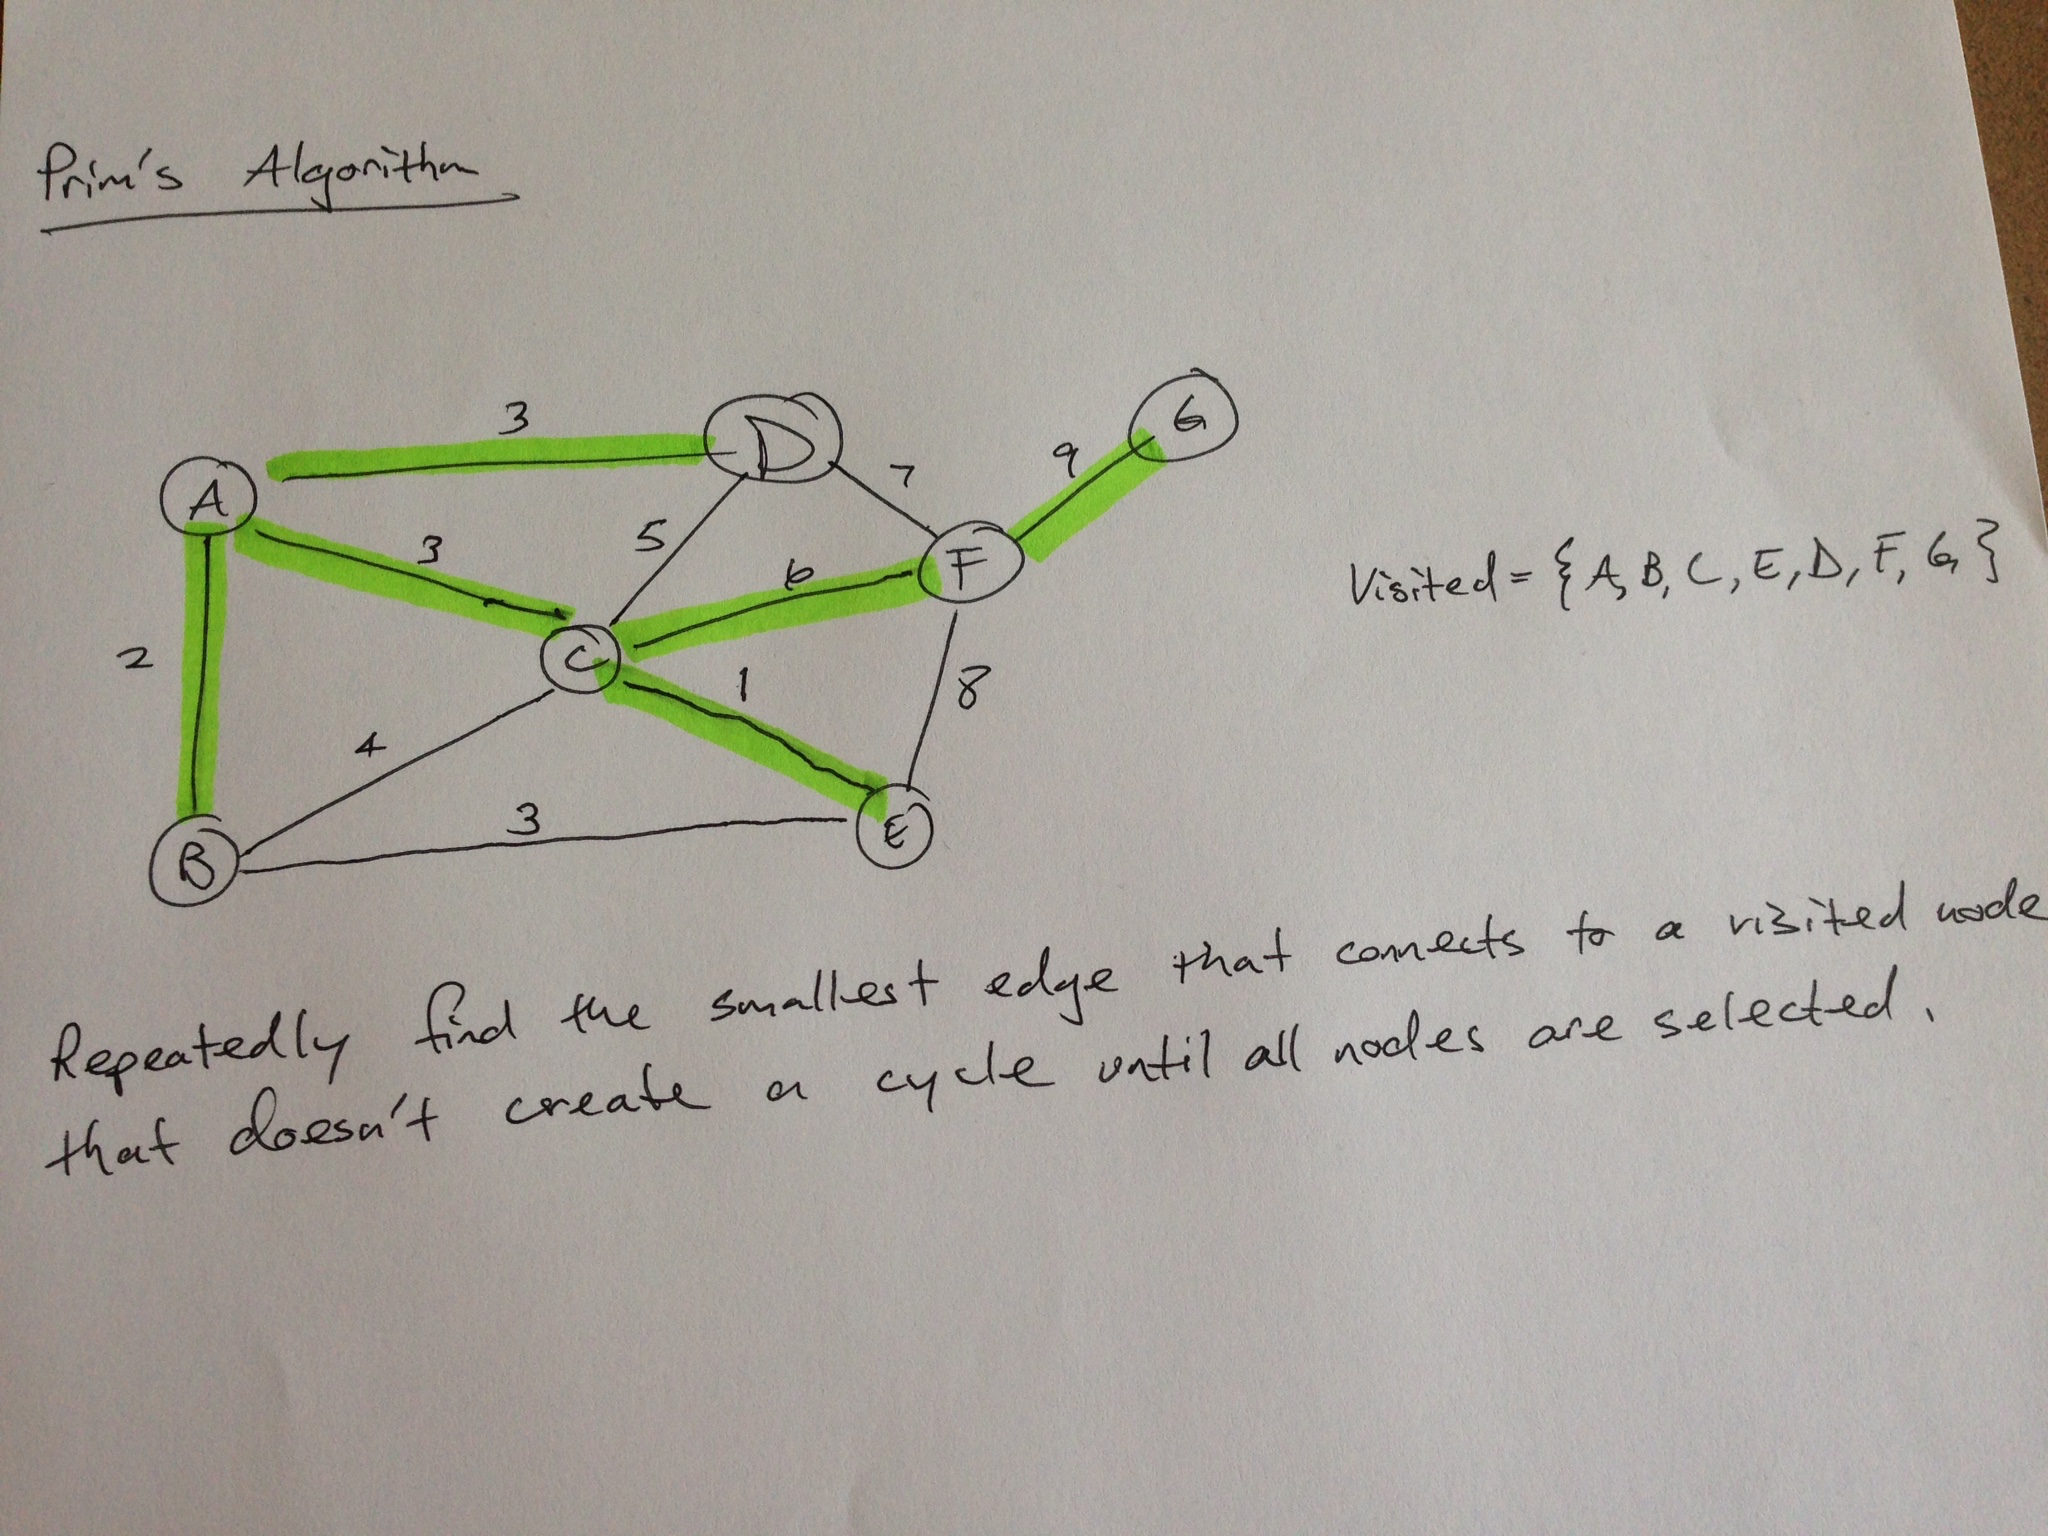 Prim's Algorithm
3
D
G
A
7
9
3
5
F
6
Visited = { A, B, C, E, D, F, G }
2
C
1
8
4
3
E
B
Repeatedly find the smallest edge that connects to a visited node
that doesn't create a cycle until all nodes are selected.